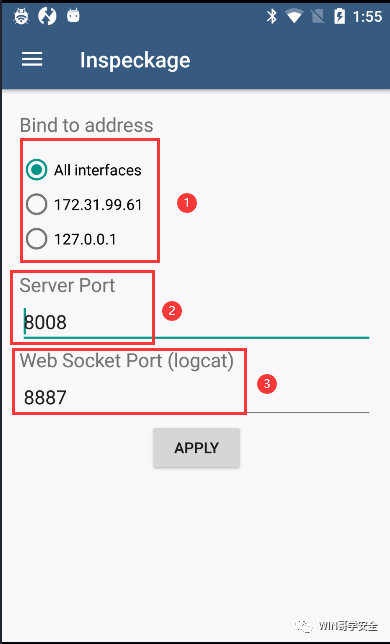 1:55
Inspeckage
Bind to address
All interfaces
1
172.31.99.61
127.0.0.1
Server Port
2
8008
Web Socket Port (logcat)
3
8887
APPLY
WIN哥学安全